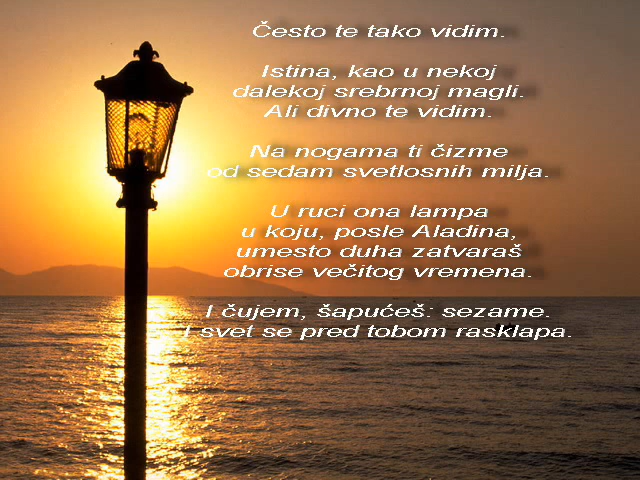 Često te tako vidim.
Istina, kao u nekoj
dalekoj srebrnoj magli.
Ali divno te vidim.
Na nogama ti čizme
od sedam svetlosnih milja.
U ruci ona lampa
u koju, posle Aladina,
umesto duha zatvaraš
obrise večitog vremena.
I čujem, šapućeš: sezame.
I svet se pred tobom rasklapa.